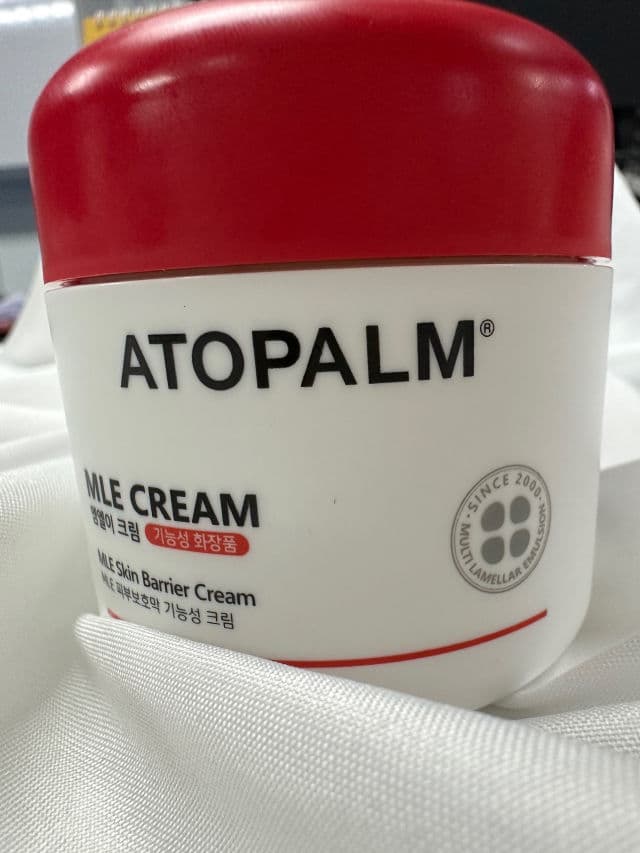 ATOPALM®
MLE CREAM
엠엘이 크림 기능성 화장품
MLE Skin Barrier Cream
MLE 피부보호막 기능성 크림
· SINCE 2000 ·
MULTI LAMELLAR EMULSION